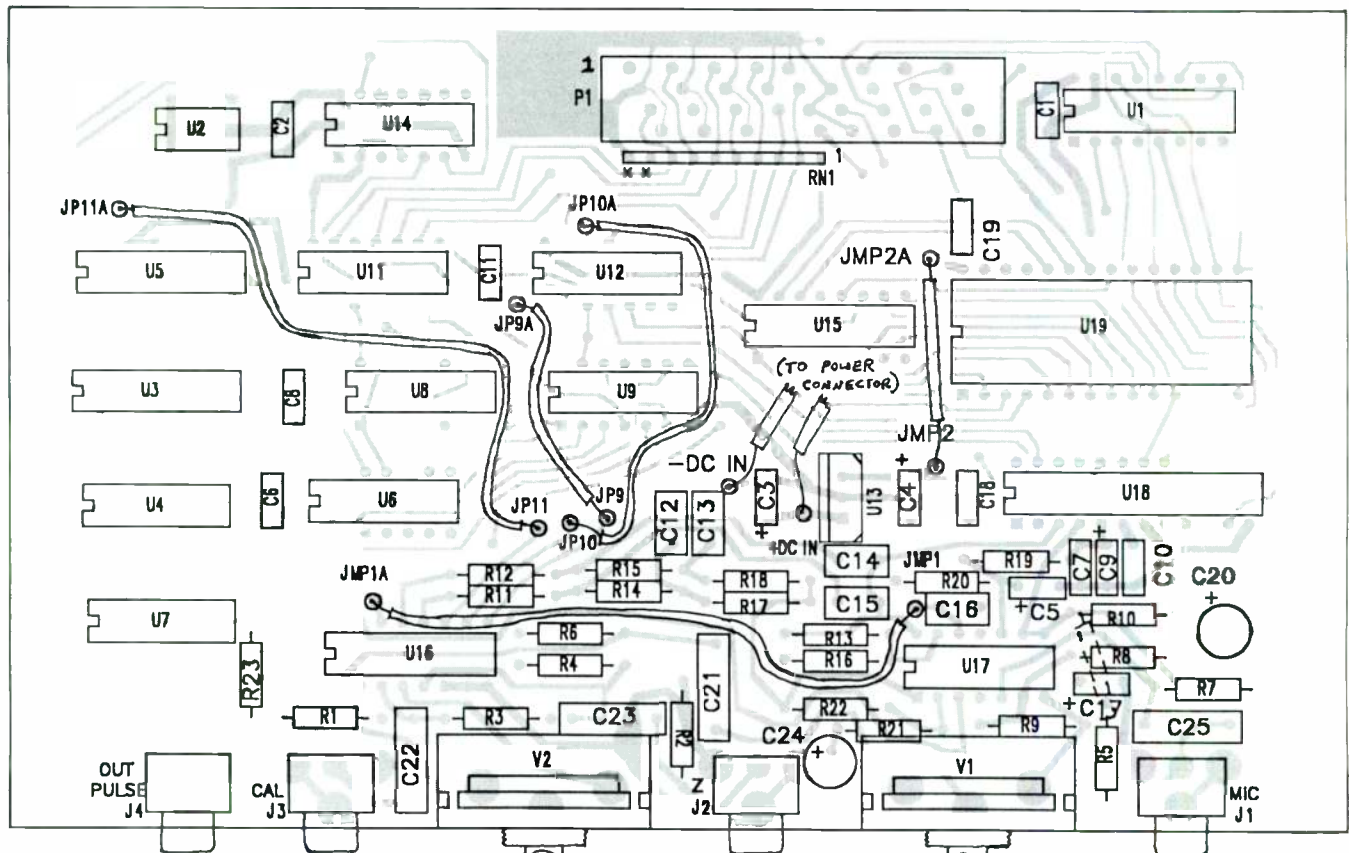 1
P1
U2
C2
U14
C1
U1
1
RN1
× ×
JP11A
JP10A
C19
JMP2A
U5
U11
C11
U12
JP9A
U15
U19
(TO POWER
CONNECTOR)
U3
C8
U8
U9
JMP2
-DC IN
+
U4
C6
U6
JP11
JP9
JP10
C12
C13
C3
+
U13
C4
C18
U18
+DC IN
C14
JMP1
R19
+
C7
C9
C10
C20
+
JMP1A
R12
R11
R15
R14
R18
R17
C15
R20
C16
+C5
R10
U7
R23
U16
R6
R4
C21
R13
R16
U17
R8
R7
+C17
R1
C22
R3
C23
R2
C24
+
R22
R21
R9
R5
C25
OUT
PULSE
J4
CAL
J3
V2
Z
J2
V1
MIC
J1